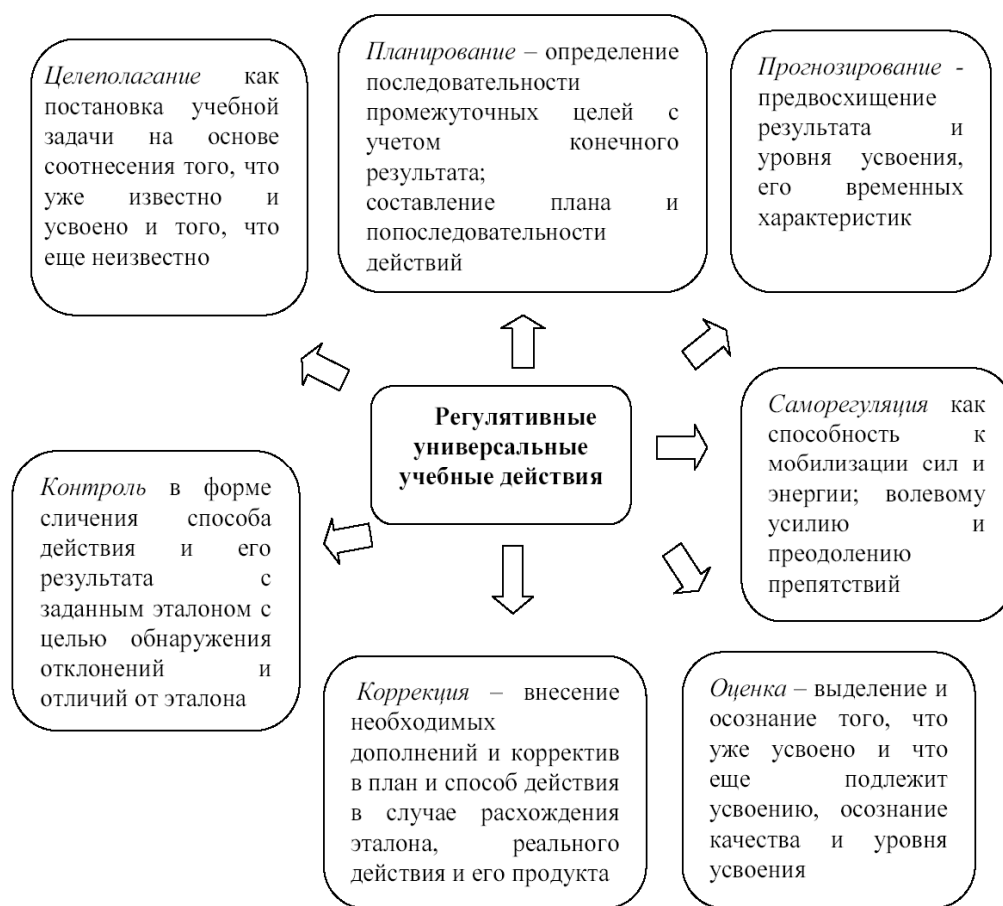 Целеполагание как
постановка учебной
задачи на основе
соотнесения того, что
уже известно и
усвоено и того, что
еще неизвестно
Планирование – определение
последовательности
промежуточных целей с
учетом конечного
результата;
составление плана и
попоследовательности
действий
Прогнозирование -
предвосхищение
результата и
уровня усвоения,
его временных
характеристик
Регулятивные
универсальные
учебные действия
Саморегуляция как
способность к
мобилизации сил и
энергии; волевому
усилию и
преодолению
препятствий
Контроль в форме
сличения способа
действия и его
результата с
заданным эталоном с
целью обнаружения
отклонений и
отличий от эталона
Коррекция – внесение
необходимых
дополнений и корректив
в план и способ действия
в случае расхождения
эталона, реального
действия и его продукта
Оценка – выделение и
осознание того, что
уже усвоено и что
еще подлежит
усвоению, осознание
качества и уровня
усвоения